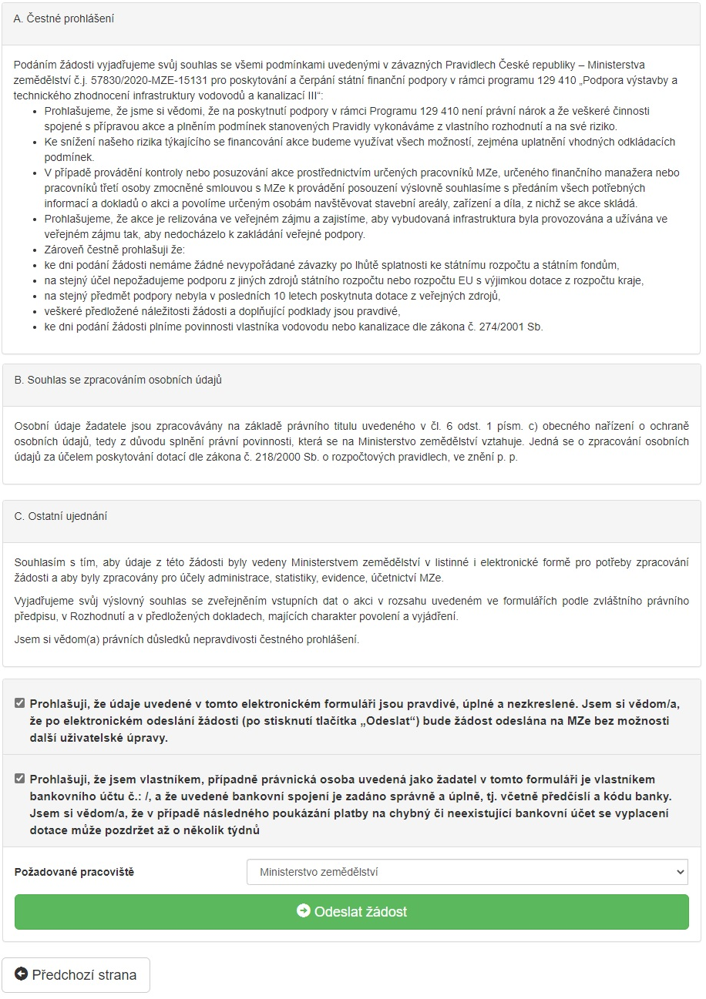 A. Čestné prohlášení
Podáním žádosti vyjadřujeme svůj souhlas se všemi podmínkami uvedenými v závazných Pravidlech České republiky – Ministerstva
zemědělství č.j. 57830/2020-MZE-15131 pro poskytování a čerpání státní finanční podpory v rámci programu 129 410 „Podpora výstavby a
technického zhodnocení infrastruktury vodovodů a kanalizací III“:
• Prohlašujeme, že jsme si vědomi, že na poskytnutí podpory v rámci Programu 129 410 není právní nárok a že veškeré činnosti
spojené s přípravou akce a plněním podmínek stanovených Pravidly vykonáváme z vlastního rozhodnutí a na své riziko.
• Ke snížení našeho rizika týkajícího se financování akce budeme využívat všech možností, zejména uplatnění vhodných odkládacích
podmínek.
• V případě provádění kontroly nebo posuzování akce prostřednictvím určených pracovníků MZe, určeného finančního manažera nebo
pracovníků třetí osoby zmocněné smlouvou s MZe k provádění posouzení výslovně souhlasíme s předáním všech potřebných
informací a dokladů o akci a povolíme určeným osobám navštěvovat stavební areály, zařízení a díla, z nichž se akce skládá.
• Prohlašujeme, že akce je relizována ve veřejném zájmu a zajistíme, aby vybudovaná infrastruktura byla provozována a užívána ve
veřejném zájmu tak, aby nedocházelo k zakládání veřejné podpory.
• Zároveň čestně prohlašuji že:
• ke dni podání žádosti nemáme žádné nevypořádané závazky po lhůtě splatnosti ke státnímu rozpočtu a státním fondům,
• na stejný účel nepožadujeme podporu z jiných zdrojů státního rozpočtu nebo rozpočtu EU s výjimkou dotace z rozpočtu kraje,
• na stejný předmět podpory nebyla v posledních 10 letech poskytnuta dotace z veřejných zdrojů,
• veškeré předložené náležitosti žádosti a doplňující podklady jsou pravdivé,
• ke dni podání žádosti plníme povinnosti vlastníka vodovodu nebo kanalizace dle zákona č. 274/2001 Sb.
B. Souhlas se zpracováním osobních údajů
Osobní údaje žadatele jsou zpracovávány na základě právního titulu uvedeného v čl. 6 odst. 1 písm. c) obecného nařízení o ochraně
osobních údajů, tedy z důvodu splnění právní povinnosti, která se na Ministerstvo zemědělství vztahuje. Jedná se o zpracování osobních
údajů za účelem poskytování dotací dle zákona č. 218/2000 Sb. o rozpočtových pravidlech, ve znění p. p.
C. Ostatní ujednání
Souhlasím s tím, aby údaje z této žádosti byly vedeny Ministerstvem zemědělství v listinné i elektronické formě pro potřeby zpracování
žádosti a aby byly zpracovány pro účely administrace, statistiky, evidence, účetnictví MZe.
Vyjadřujeme svůj výslovný souhlas se zveřejněním vstupních dat o akci v rozsahu uvedeném ve formulářích podle zvláštního právního
předpisu, v Rozhodnutí a v předložených dokladech, majících charakter povolení a vyjádření.
Jsem si vědom(a) právních důsledků nepravdivosti čestného prohlášení.
Prohlašuji, že údaje uvedené v tomto elektronickém formuláři jsou pravdivé, úplné a nezkreslené. Jsem si vědom/a,
že po elektronickém odeslání žádosti (po stisknutí tlačítka „Odeslat“) bude žádost odeslána na MZe bez možnosti
další uživatelské úpravy.
Prohlašuji, že jsem vlastníkem, případně právnická osoba uvedená jako žadatel v tomto formuláři je vlastníkem
bankovního účtu č.: /, a že uvedené bankovní spojení je zadáno správně a úplně, tj. včetně předčíslí a kódu banky.
Jsem si vědom/a, že v případě následného poukázání platby na chybný či neexistující bankovní účet se vyplacení
dotace může pozdržet až o několik týdnů
Požadované pracoviště
Ministerstvo zemědělství
Odeslat žádost
Předchozí strana